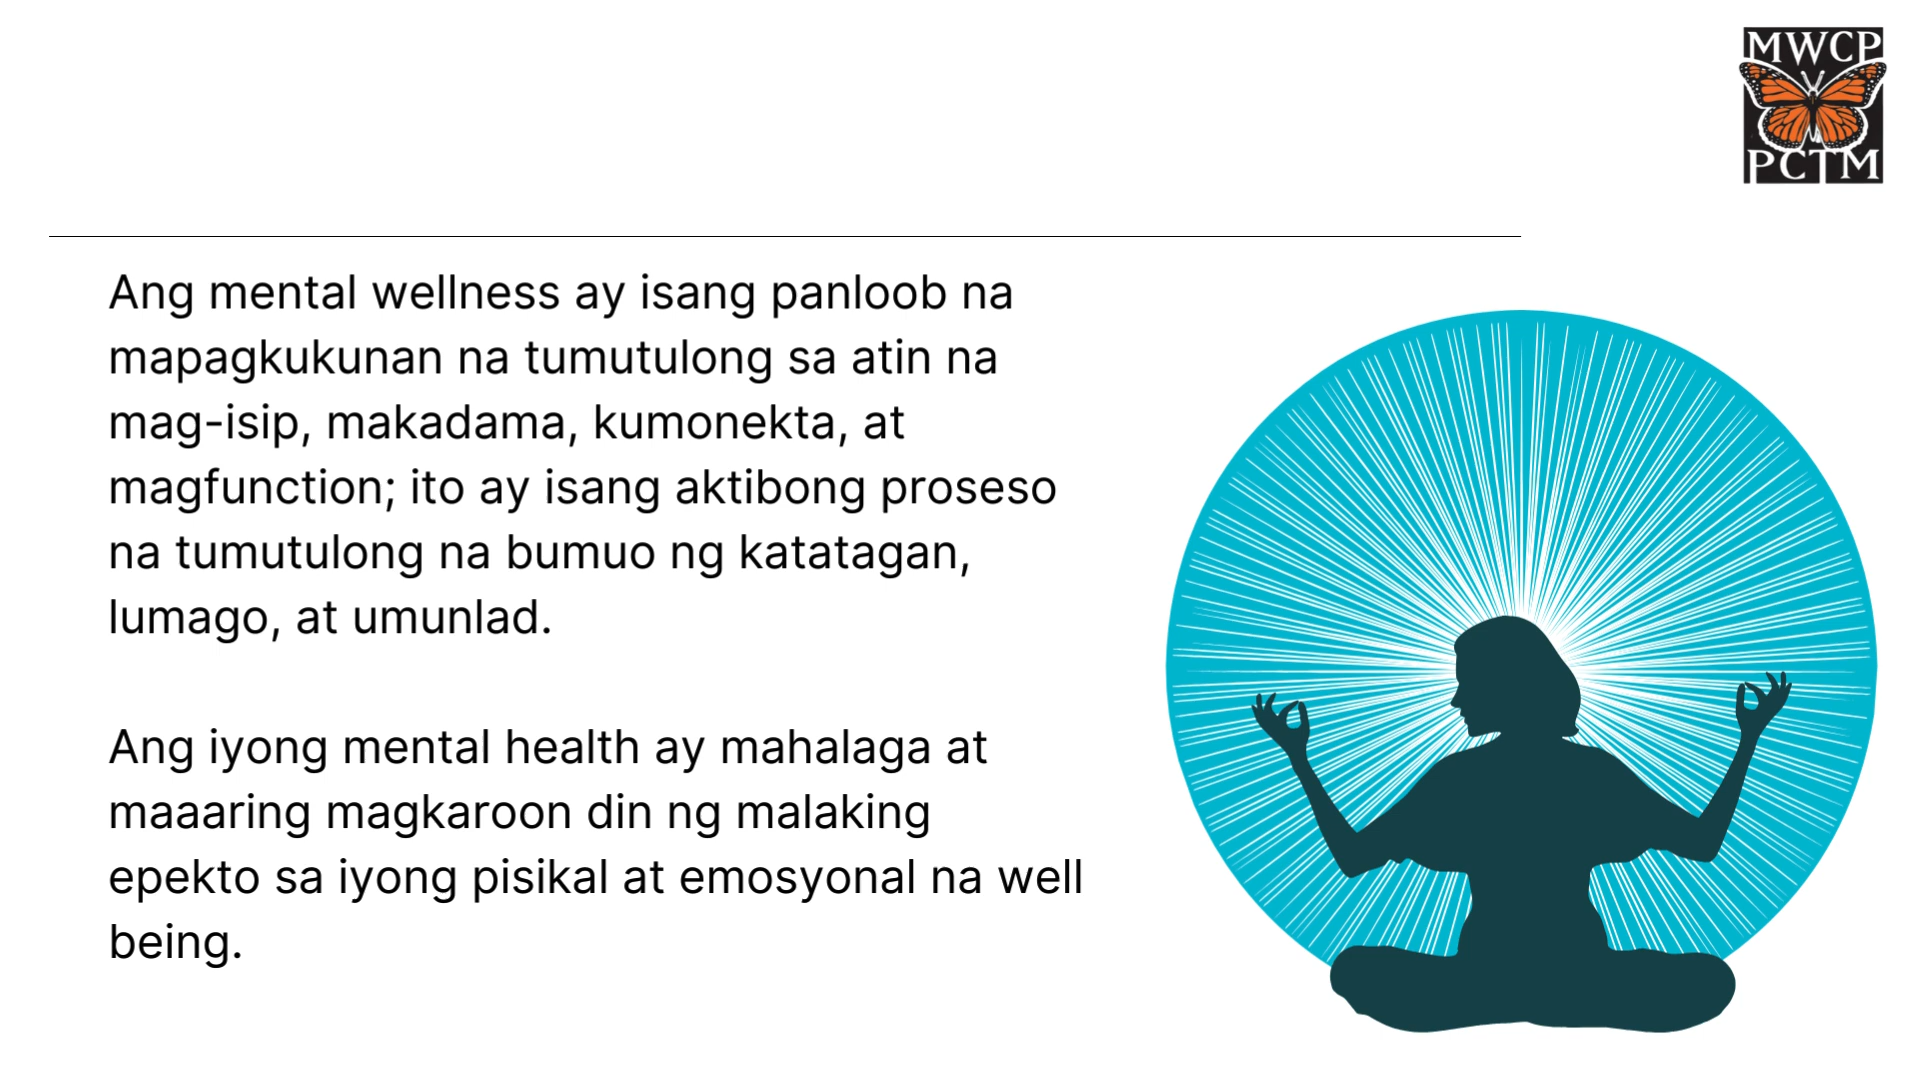 MWCP
PCTM
Ang mental wellness ay isang panloob na
mapagkukunan na tumutulong sa atin na
mag-isip, makadama, kumonekta, at
magfunction; ito ay isang aktibong proseso
na tumutulong na bumuo ng katatagan,
lumago, at umunlad.
Ang iyong mental health ay mahalaga at
maaaring magkaroon din ng malaking
epekto sa iyong pisikal at emosyonal na well
being.